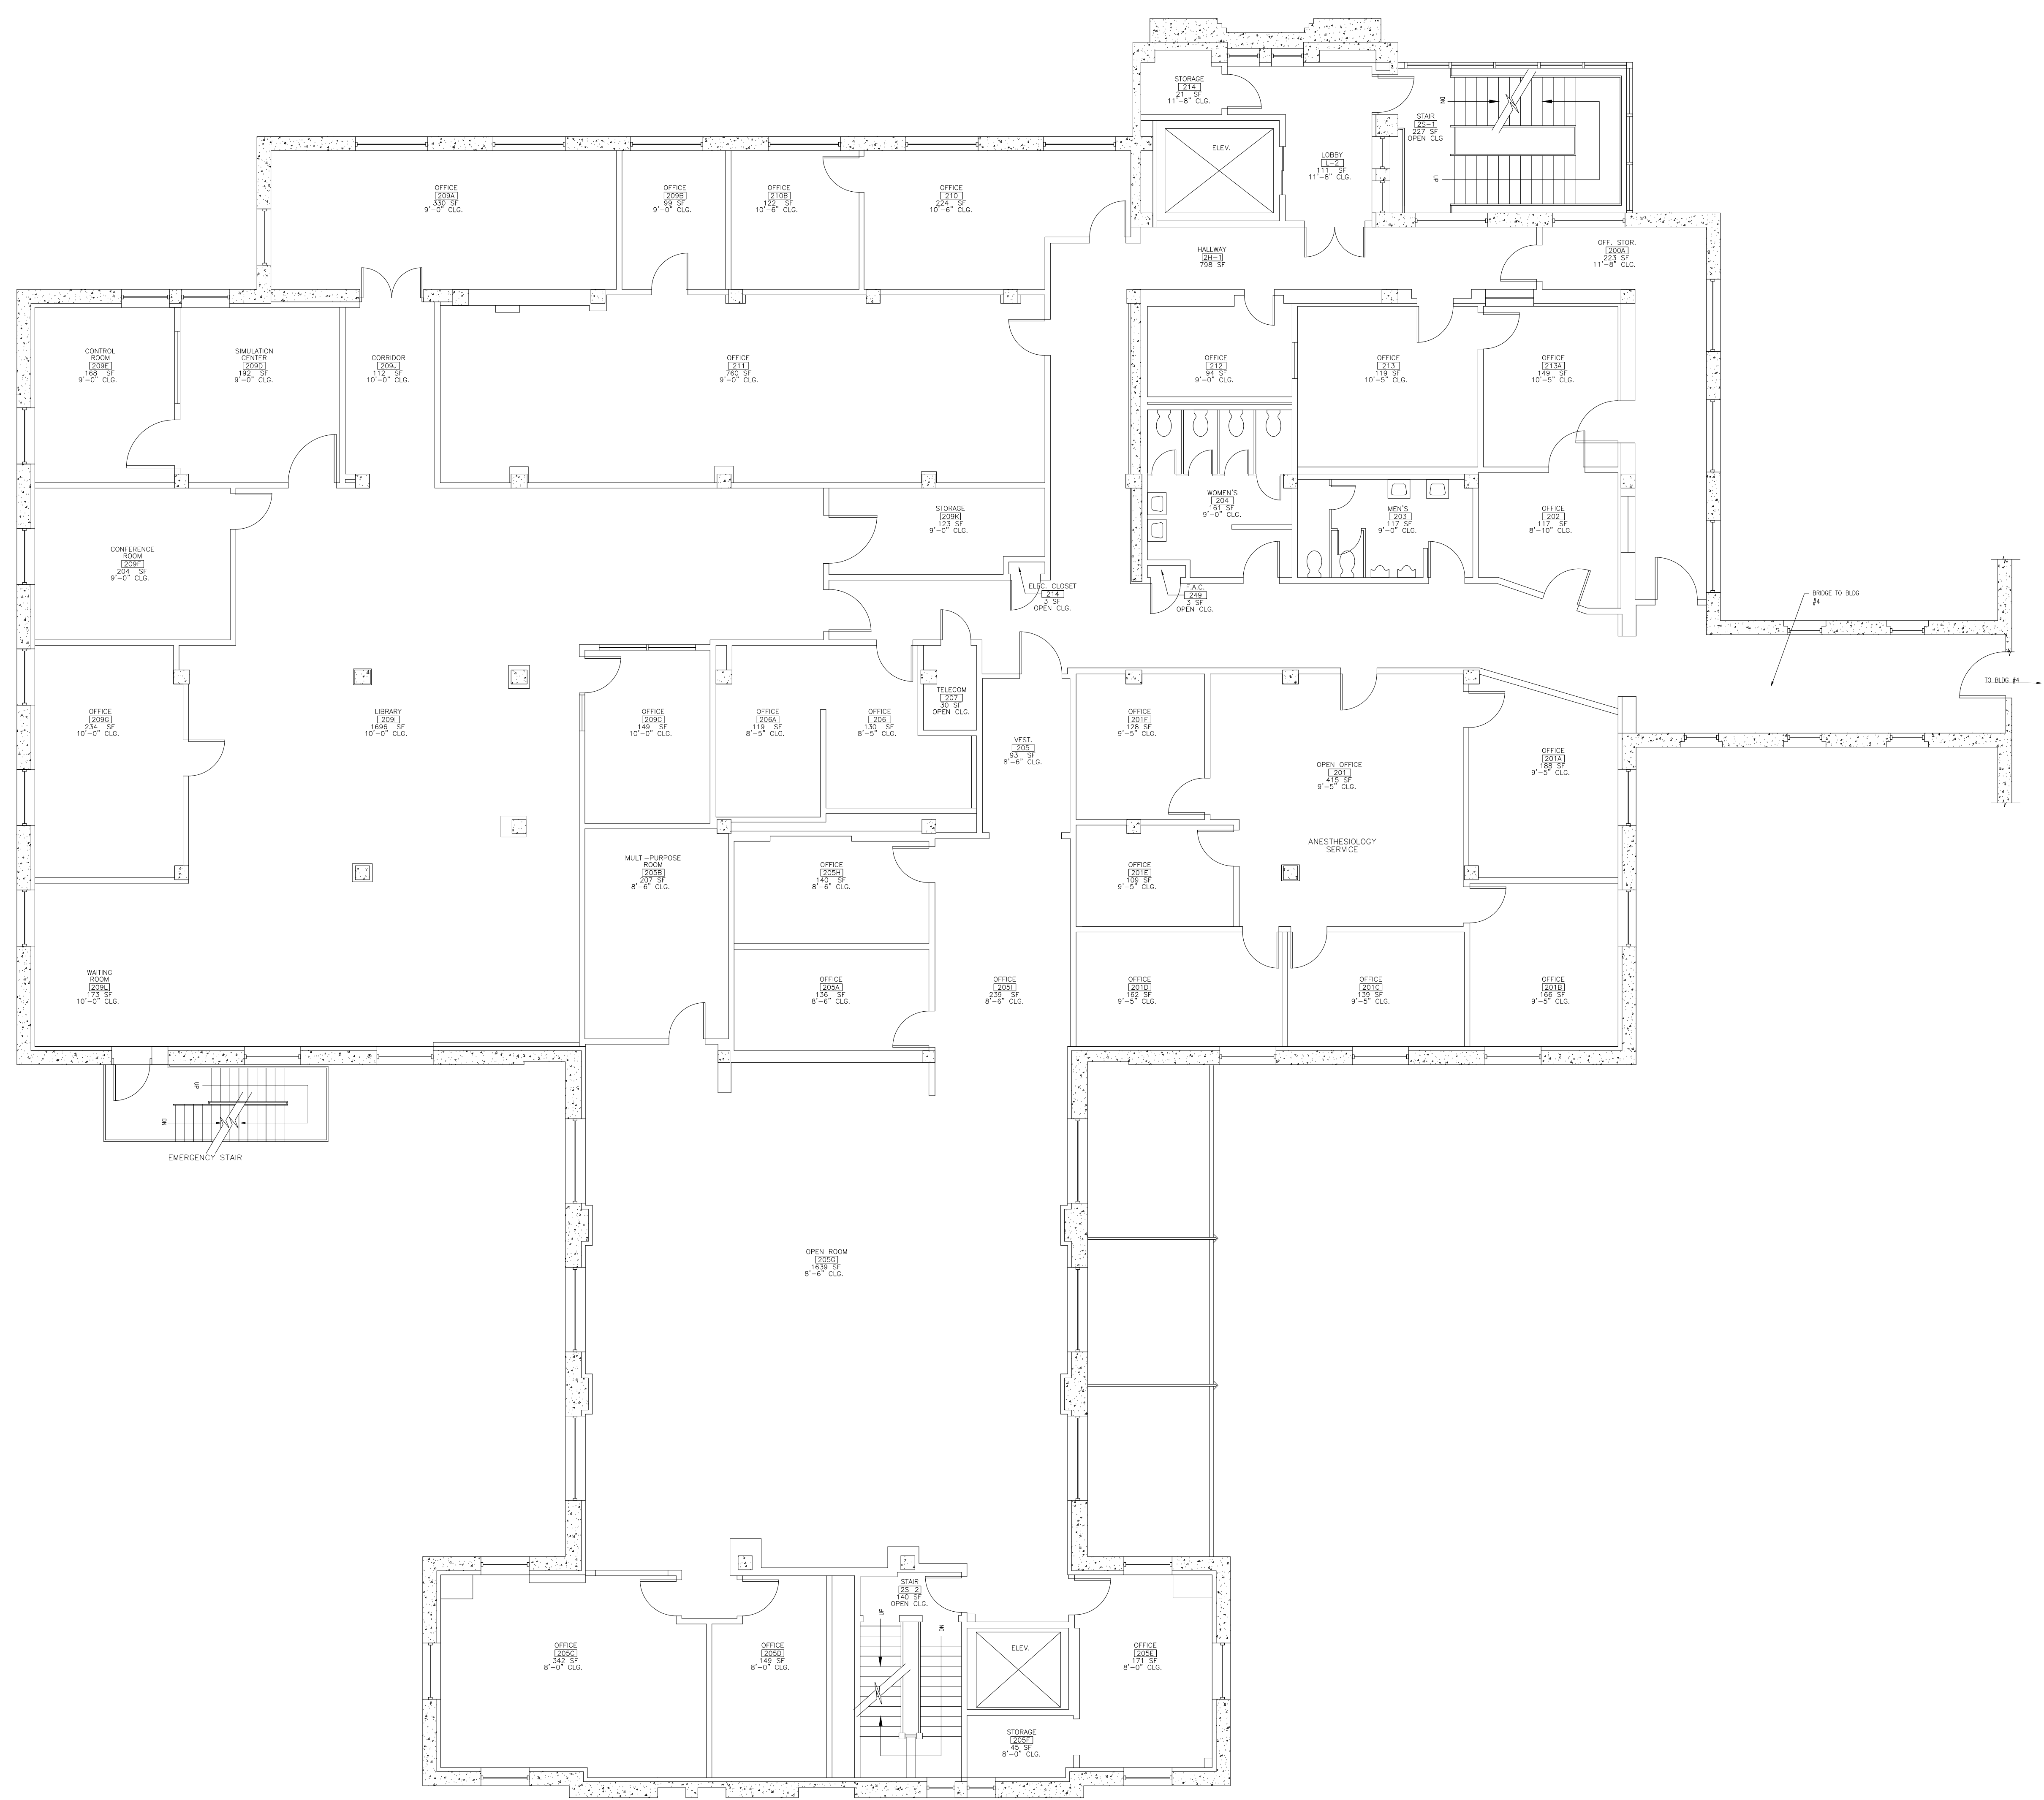 STORAGE
214
21 SF
11'-8" CLG.
ELEV.
LOBBY
L-2
111 SF
11'-8" CLG.
STAIR
2S-1
227 SF
OPEN CLG
DN
UP
OFFICE
209A
330 SF
9'-0" CLG.
OFFICE
209B
99 SF
9'-0" CLG.
OFFICE
210B
122 SF
10'-6" CLG.
OFFICE
210
224 SF
10'-6" CLG.
HALLWAY
2H-1
798 SF
OFF. STOR.
200A
223 SF
11'-8" CLG.
CONTROL
ROOM
209E
168 SF
9'-0" CLG.
SIMULATION
CENTER
209D
192 SF
9'-0" CLG.
CORRIDOR
209J
112 SF
10'-0" CLG.
OFFICE
211
760 SF
9'-0" CLG.
OFFICE
212
94 SF
9'-0" CLG.
OFFICE
213
119 SF
10'-5" CLG.
OFFICE
213A
149 SF
10'-5" CLG.
CONFERENCE
ROOM
209F
204 SF
9'-0" CLG.
STORAGE
209K
123 SF
9'-0" CLG.
WOMEN'S
204
161 SF
9'-0" CLG.
MEN'S
203
117 SF
9'-0" CLG.
OFFICE
202
117 SF
8'-10" CLG.
ELEC. CLOSET
214
3 SF
OPEN CLG.
F.A.C.
249
3 SF
OPEN CLG.
BRIDGE TO BLDG
#4
TO BLDG #4
OFFICE
209G
234 SF
10'-0" CLG.
LIBRARY
209I
1696 SF
10'-0" CLG.
OFFICE
209C
149 SF
10'-0" CLG.
OFFICE
206A
119 SF
8'-5" CLG.
OFFICE
206
130 SF
8'-5" CLG.
TELECOM
207
30 SF
OPEN CLG.
VEST.
205
93 SF
8'-6" CLG.
OFFICE
201F
128 SF
9'-5" CLG.
OPEN OFFICE
201
415 SF
9'-5" CLG.
OFFICE
201A
188 SF
9'-5" CLG.
ANESTHESIOLOGY
SERVICE
MULTI-PURPOSE
ROOM
205B
207 SF
8'-6" CLG.
OFFICE
205H
140 SF
8'-6" CLG.
OFFICE
201E
109 SF
9'-5" CLG.
WAITING
ROOM
209L
173 SF
10'-0" CLG.
OFFICE
205A
136 SF
8'-6" CLG.
OFFICE
205I
239 SF
8'-6" CLG.
OFFICE
201D
162 SF
9'-5" CLG.
OFFICE
201C
139 SF
9'-5" CLG.
OFFICE
201B
166 SF
9'-5" CLG.
UP
DN
EMERGENCY STAIR
OPEN ROOM
205G
1639 SF
8'-6" CLG.
STAIR
2S-2
140 SF
OPEN CLG.
UP
DN
OFFICE
205C
342 SF
8'-0" CLG.
OFFICE
205D
149 SF
8'-0" CLG.
ELEV.
OFFICE
205E
171 SF
8'-0" CLG.
STORAGE
205F
45 SF
8'-0" CLG.